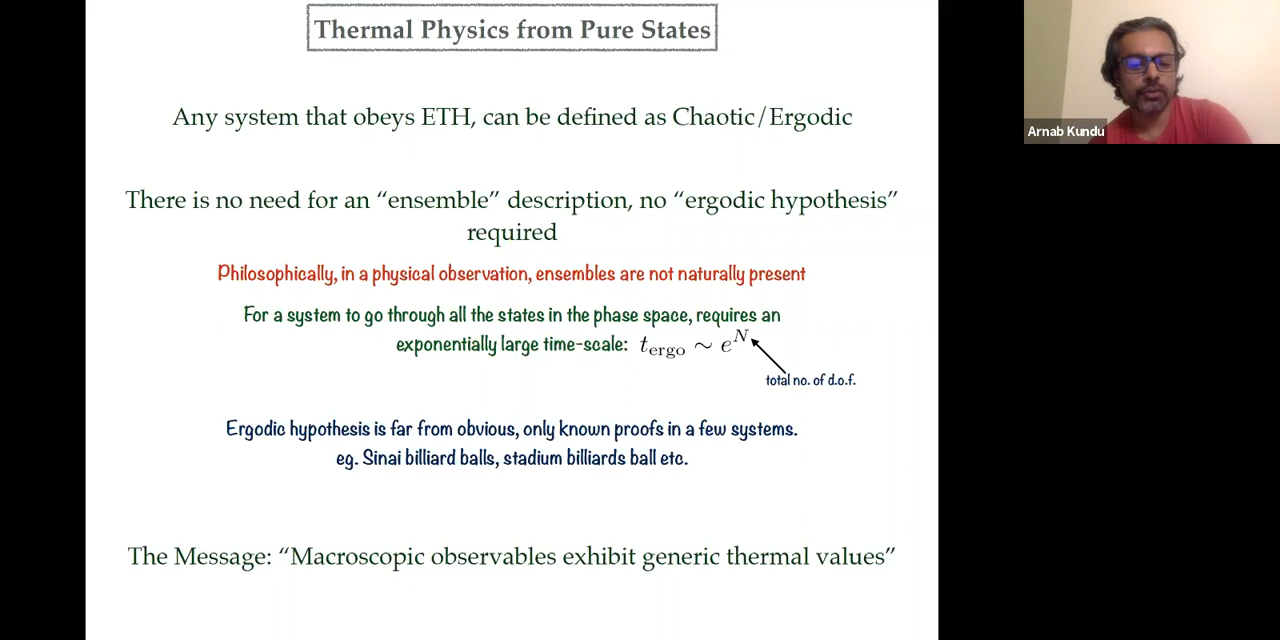 Thermal Physics from Pure States
Arnab Kundu
Any system that obeys ETH, can be defined as Chaotic/Ergodic
There is no need for an “ensemble” description, no “ergodic hypothesis”
required
Philosophically, in a physical observation, ensembles are not naturally present
For a system to go through all the states in the phase space, requires an
exponentially large time-scale: t_ergo ∼ e^N
total no. of d.o.f.
Ergodic hypothesis is far from obvious, only known proofs in a few systems.
eg. Sinai billiard balls, stadium billiards ball etc.
The Message: “Macroscopic observables exhibit generic thermal values”